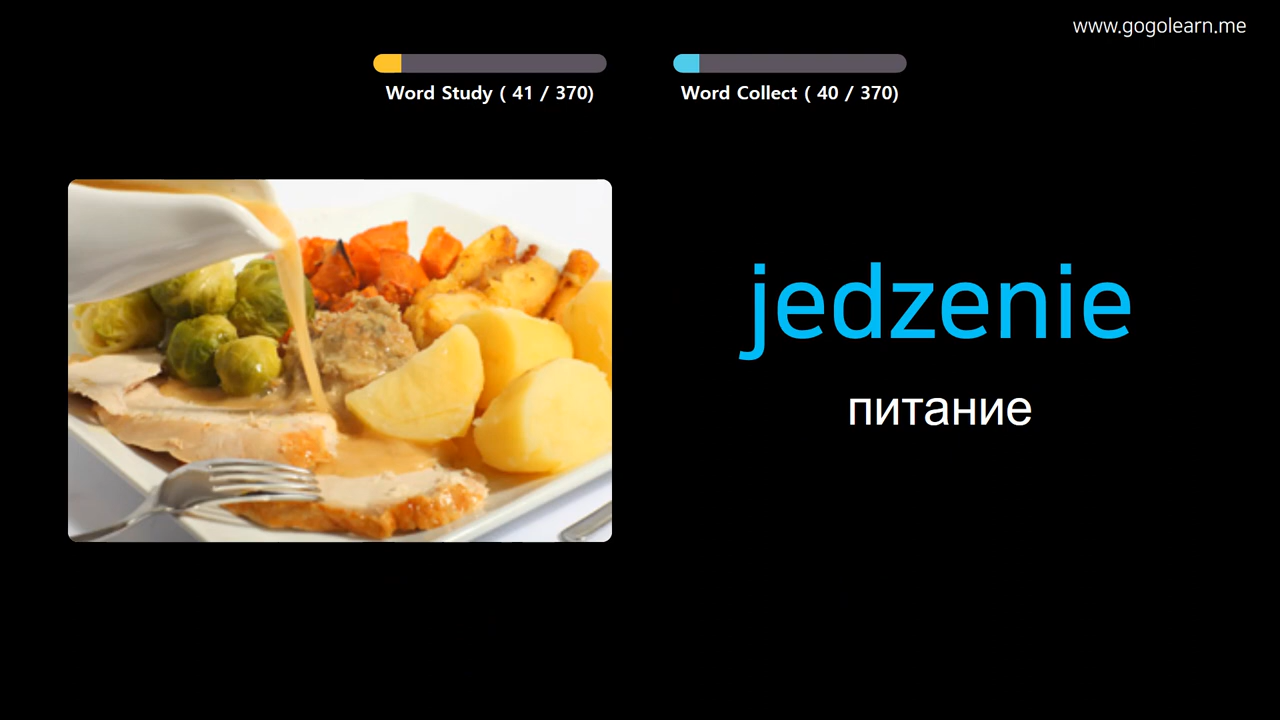 www.gogolearn.me
Word Study ( 41 / 370)
Word Collect ( 40 / 370)
jedzenie
питание